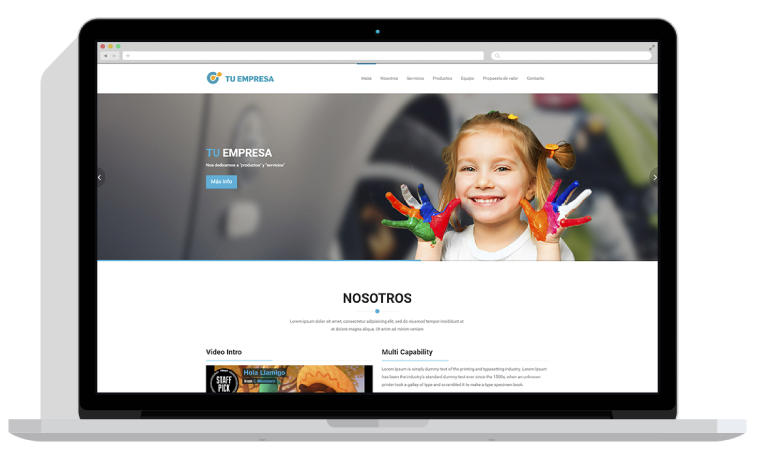 TU EMPRESA
Inicio Nosotros Servicios Productos Equipo Propuesta de valor Contacto
TU EMPRESA
Nos dedicamos a "productos" y "servicios"
Más Info
NOSOTROS
Lorem ipsum dolor sit amet, consectetur adipisicing elit, sed do eiusmod tempor incididunt ut
et dolore magna aliqua. Ut enim ad minim veniam
Video Intro
Multi Capability
STAFF
PICK
Hola Llamigo
Lorem Ipsum is simply dummy text of the printing and typesetting industry. Lorem Ipsum
has been the industry's standard dummy text ever since the 1500s, when an unknown
printer took a galley of type and scrambled it to make a type specimen book.